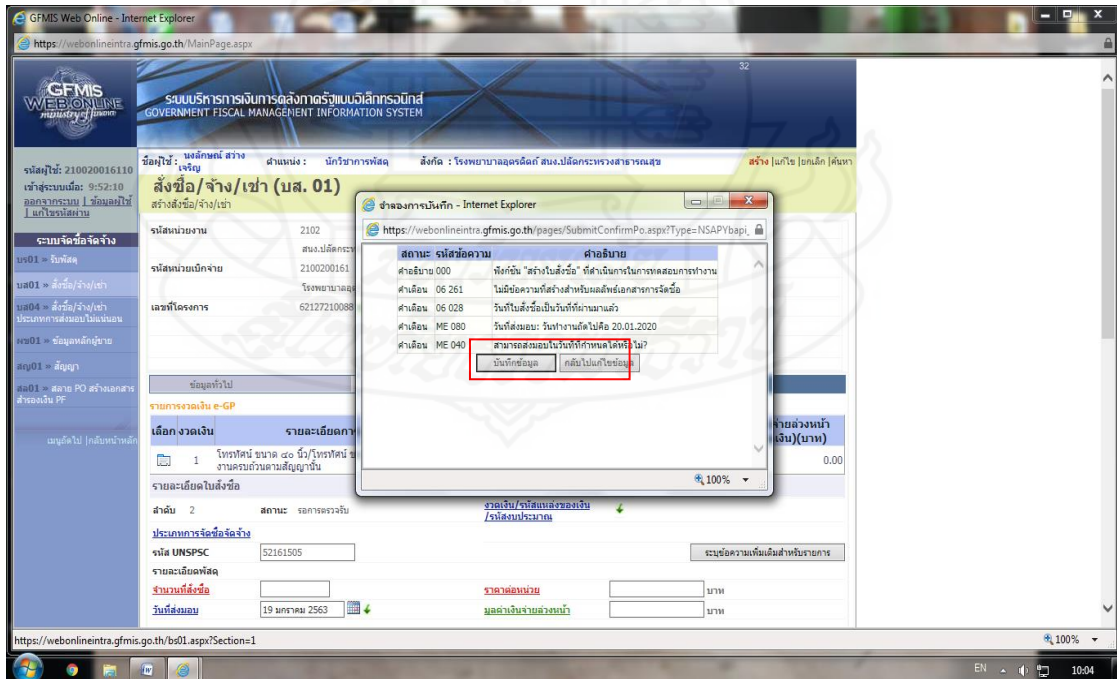 GFMIS Web Online - Internet Explorer
https://webonlineintra.gfmis.go.th/MainPage.aspx
32
GFMIS
WEB ONLINE
ministry of finance
ระบบบริหารการเงินการคลังภาครัฐแบบอิเล็กทรอนิกส์
GOVERNMENT FISCAL MANAGEMENT INFORMATION SYSTEM
รหัสผู้ใช้: 210020016110
เข้าสู่ระบบเมื่อ: 9:52:10
ออกจากระบบ | ข้อมูลผู้ใช้
| แก้ไขรหัสผ่าน
ระบบจัดซื้อจัดจ้าง
บร01 » รับพัสดุ
บส01 » สั่งซื้อ/จ้าง/เช่า
บส04 » สั่งซื้อ/จ้าง/เช่า
ประเภทการส่งมอบไม่แน่นอน
ผข01 » ข้อมูลหลักผู้ขาย
สญ01 » สัญญา
สล01 » สลาย PO สร้างเอกสาร
สำรองเงิน PF
เมนูถัดไป |กลับหน้าหลัก
ชื่อผู้ใช้ : นงลักษณ์ สว่าง
เจริญ
ตำแหน่ง : นักวิชาการพัสดุ
สังกัด : โรงพยาบาลอุตรดิตถ์ สนง.ปลัดกระทรวงสาธารณสุข
สร้าง |แก้ไข |ยกเลิก |ค้นหา
สั่งซื้อ/จ้าง/เช่า (บส. 01)
สร้างสั่งซื้อ/จ้าง/เช่า
รหัสหน่วยงาน 2102
สนง.ปลัดกระ
รหัสหน่วยเบิกจ่าย 2100200161
เลขที่โครงการ 62127210088
จำลองการบันทึก - Internet Explorer
https://webonlineintra.gfmis.go.th/pages/SubmitConfirmPo.aspx?Type=NSAPYbapi_
สถานะ รหัสข้อความ คำอธิบาย
คำอธิบาย 000 ฟังก์ชัน "สร้างใบสั่งซื้อ" ที่ดำเนินการในการทดสอบการทำงาน
คำเตือน 06 261 ไม่มีข้อความที่สร้างสำหรับผลลัพธ์เอกสารการจัดซื้อ
คำเตือน 06 028 วันที่ใบสั่งซื้อเป็นวันที่ที่ผ่านมาแล้ว
คำเตือน ME 080 วันที่ส่งมอบ: วันทำงานถัดไปคือ 20.01.2020
คำเตือน ME 040 สามารถส่งมอบในวันที่ที่กำหนดได้หรือไม่?
บันทึกข้อมูล กลับไปแก้ไขข้อมูล
100%
ข้อมูลทั่วไป
รายการงวดเงิน e-GP
เลือก งวดเงิน รายละเอียดกา
จ่ายล่วงหน้า
เงิน)(บาท)
1 โทรทัศน์ ขนาด ๔๐ นิ้ว/โทรทัศน์ ข
งานครบถ้วนตามสัญญานั้น
0.00
รายละเอียดใบสั่งซื้อ
ลำดับ 2 สถานะ รอการตรวจรับ งวดเงิน/รหัสแหล่งของเงิน
/รหัสงบประมาณ
ประเภทการจัดซื้อจัดจ้าง
รหัส UNSPSC 52161505 ระบุข้อความเพิ่มเติมสำหรับรายการ
รายละเอียดพัสดุ
จำนวนที่สั่งซื้อ ราคาต่อหน่วย บาท
วันที่ส่งมอบ 19 มกราคม 2563 มูลค่าเงินจ่ายล่วงหน้า บาท
https://webonlineintra.gfmis.go.th/bs01.aspx?Section=1
100%
EN 10:04